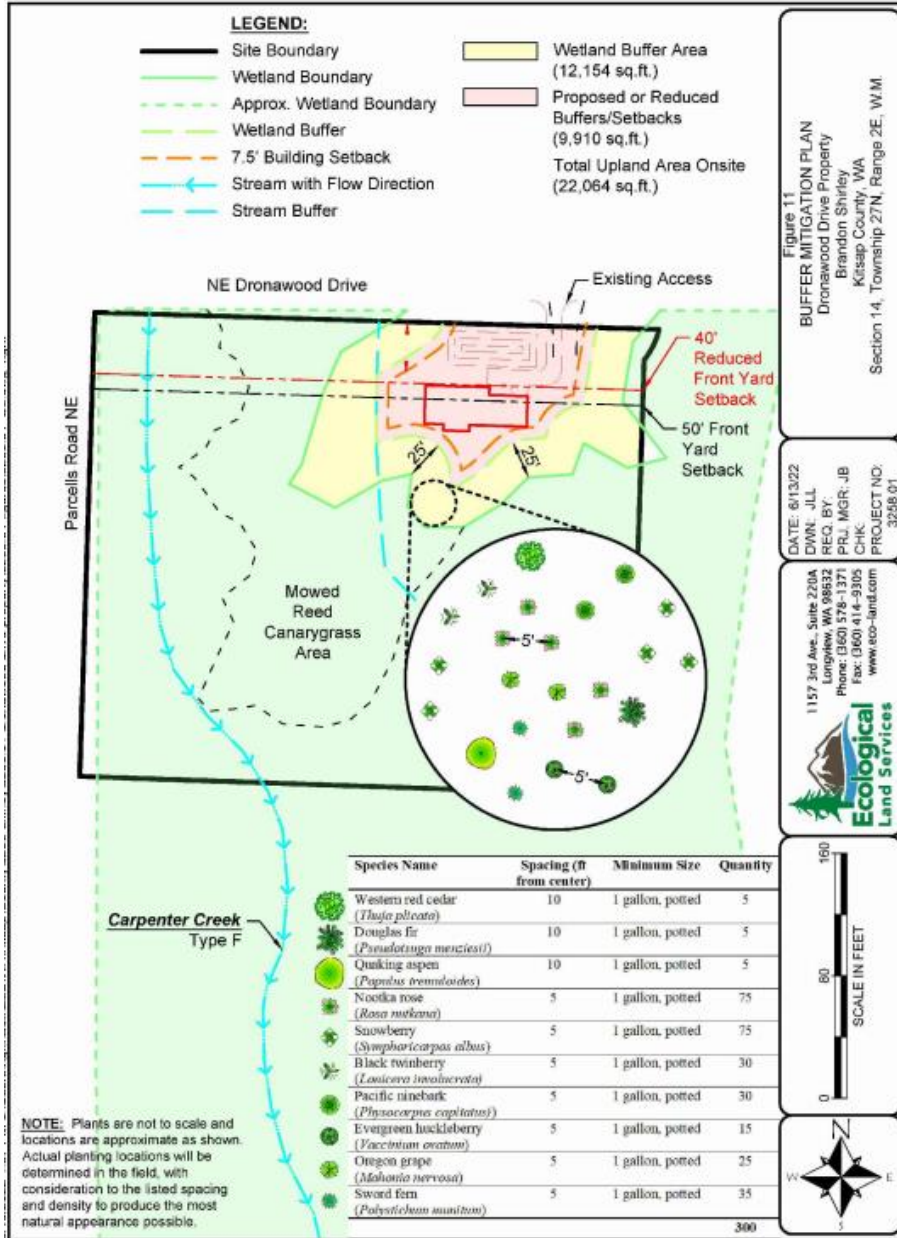 LEGEND:
Site Boundary
Wetland Boundary
Approx. Wetland Boundary
Wetland Buffer
7.5' Building Setback
Stream with Flow Direction
Stream Buffer
Wetland Buffer Area
(12,154 sq.ft.)
Proposed or Reduced
Buffers/Setbacks
(9,910 sq.ft.)
Total Upland Area Onsite
(22,064 sq.ft.)
NE Dronawood Drive
Existing Access
40'
Reduced
Front Yard
Setback
50' Front
Yard
Setback
Parcells Road NE
25'
25'
Mowed
Reed
Canarygrass
Area
5'
5'
Carpenter Creek
Type F
Species Name Spacing (ft from center) Minimum Size Quantity
Western red cedar 10 1 gallon, potted 5
(Thuja plicata)
Douglas fir 10 1 gallon, potted 5
(Pseudotsuga menziesii)
Quaking aspen 10 1 gallon, potted 5
(Populus tremuloides)
Nootka rose 5 1 gallon, potted 75
(Rosa nutkana)
Snowberry 5 1 gallon, potted 75
(Symphoricarpos albus)
Black twinberry 5 1 gallon, potted 30
(Lonicera involucrata)
Pacific ninebark 5 1 gallon, potted 30
(Physocarpus capitatus)
Evergreen huckleberry 5 1 gallon, potted 15
(Vaccinium ovatum)
Oregon grape 5 1 gallon, potted 25
(Mahonia nervosa)
Sword fern 5 1 gallon, potted 35
(Polystichum munitum)
300
NOTE: Plants are not to scale and
locations are approximate as shown.
Actual planting locations will be
determined in the field, with
consideration to the listed spacing
and density to produce the most
natural appearance possible.
Figure 11
BUFFER MITIGATION PLAN
Dronawood Drive Property
Brandon Shirley
Kitsap County, WA
Section 14, Township 27N, Range 2E, W.M.
DATE: 6/13/22
DWN: JLL
REQ. BY:
PRJ. MGR: JB
CHK:
PROJECT NO:
3258.01
1157 3rd Ave., Suite 220A
Longview, WA 98632
Phone: (360) 578-1371
Fax: (360) 414-9305
www.eco-land.com
Ecological
Land Services
0 80 160
SCALE IN FEET
N
W E
S